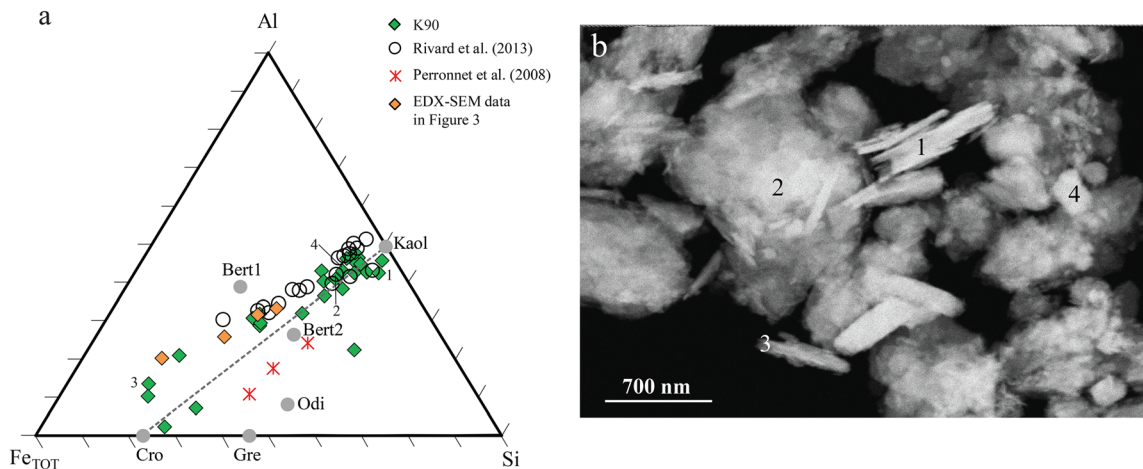 a
Al
K90
Rivard et al. (2013)
Perronnet et al. (2008)
EDX-SEM data
in Figure 3
Kaol
4
1
Bert1
2
Bert2
3
Odi
Fe_TOT
Cro
Gre
Si
b
1
2
4
3
700 nm